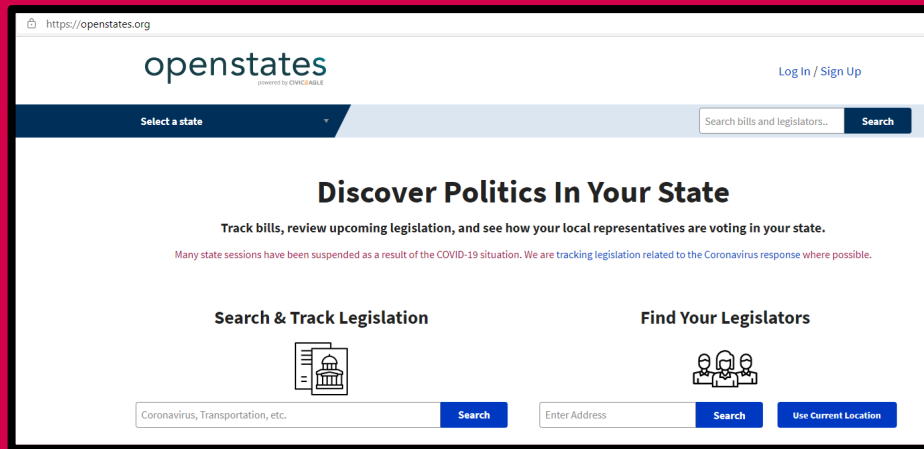 https://openstates.org
openstates
powered by CIVICEAGLE
Log In / Sign Up
Select a state
Search bills and legislators..
Search
Discover Politics In Your State
Track bills, review upcoming legislation, and see how your local representatives are voting in your state.
Many state sessions have been suspended as a result of the COVID-19 situation. We are tracking legislation related to the Coronavirus response where possible.
Search & Track Legislation
Find Your Legislators
Coronavirus, Transportation, etc.
Search
Enter Address
Search
Use Current Location